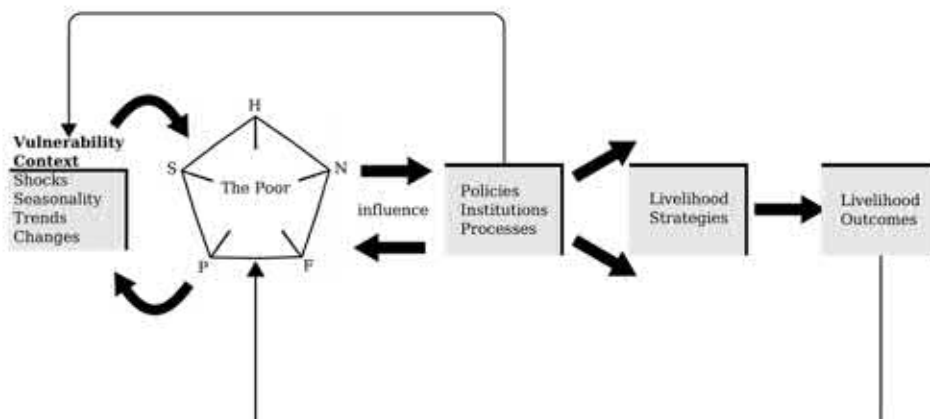 H
Vulnerability
Context
Shocks
Seasonality
Trends
Changes
S
The Poor
N
P
F
influence
Policies
Institutions
Processes
Livelihood
Strategies
Livelihood
Outcomes